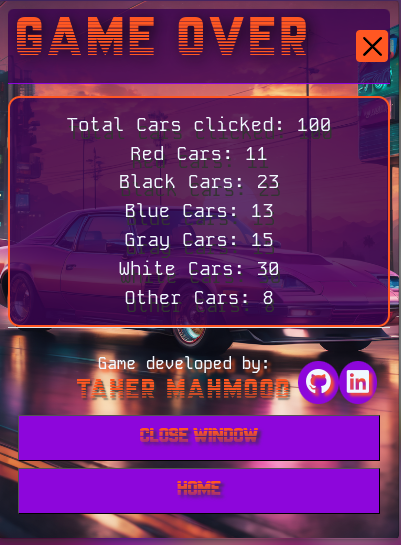 GAME OVER
Total Cars clicked: 100
Red Cars: 11
Black Cars: 23
Blue Cars: 13
Gray Cars: 15
White Cars: 30
Other Cars: 8
Game developed by:
TAHER MAHMOOD
in
CLOSE WINDOW
HOME